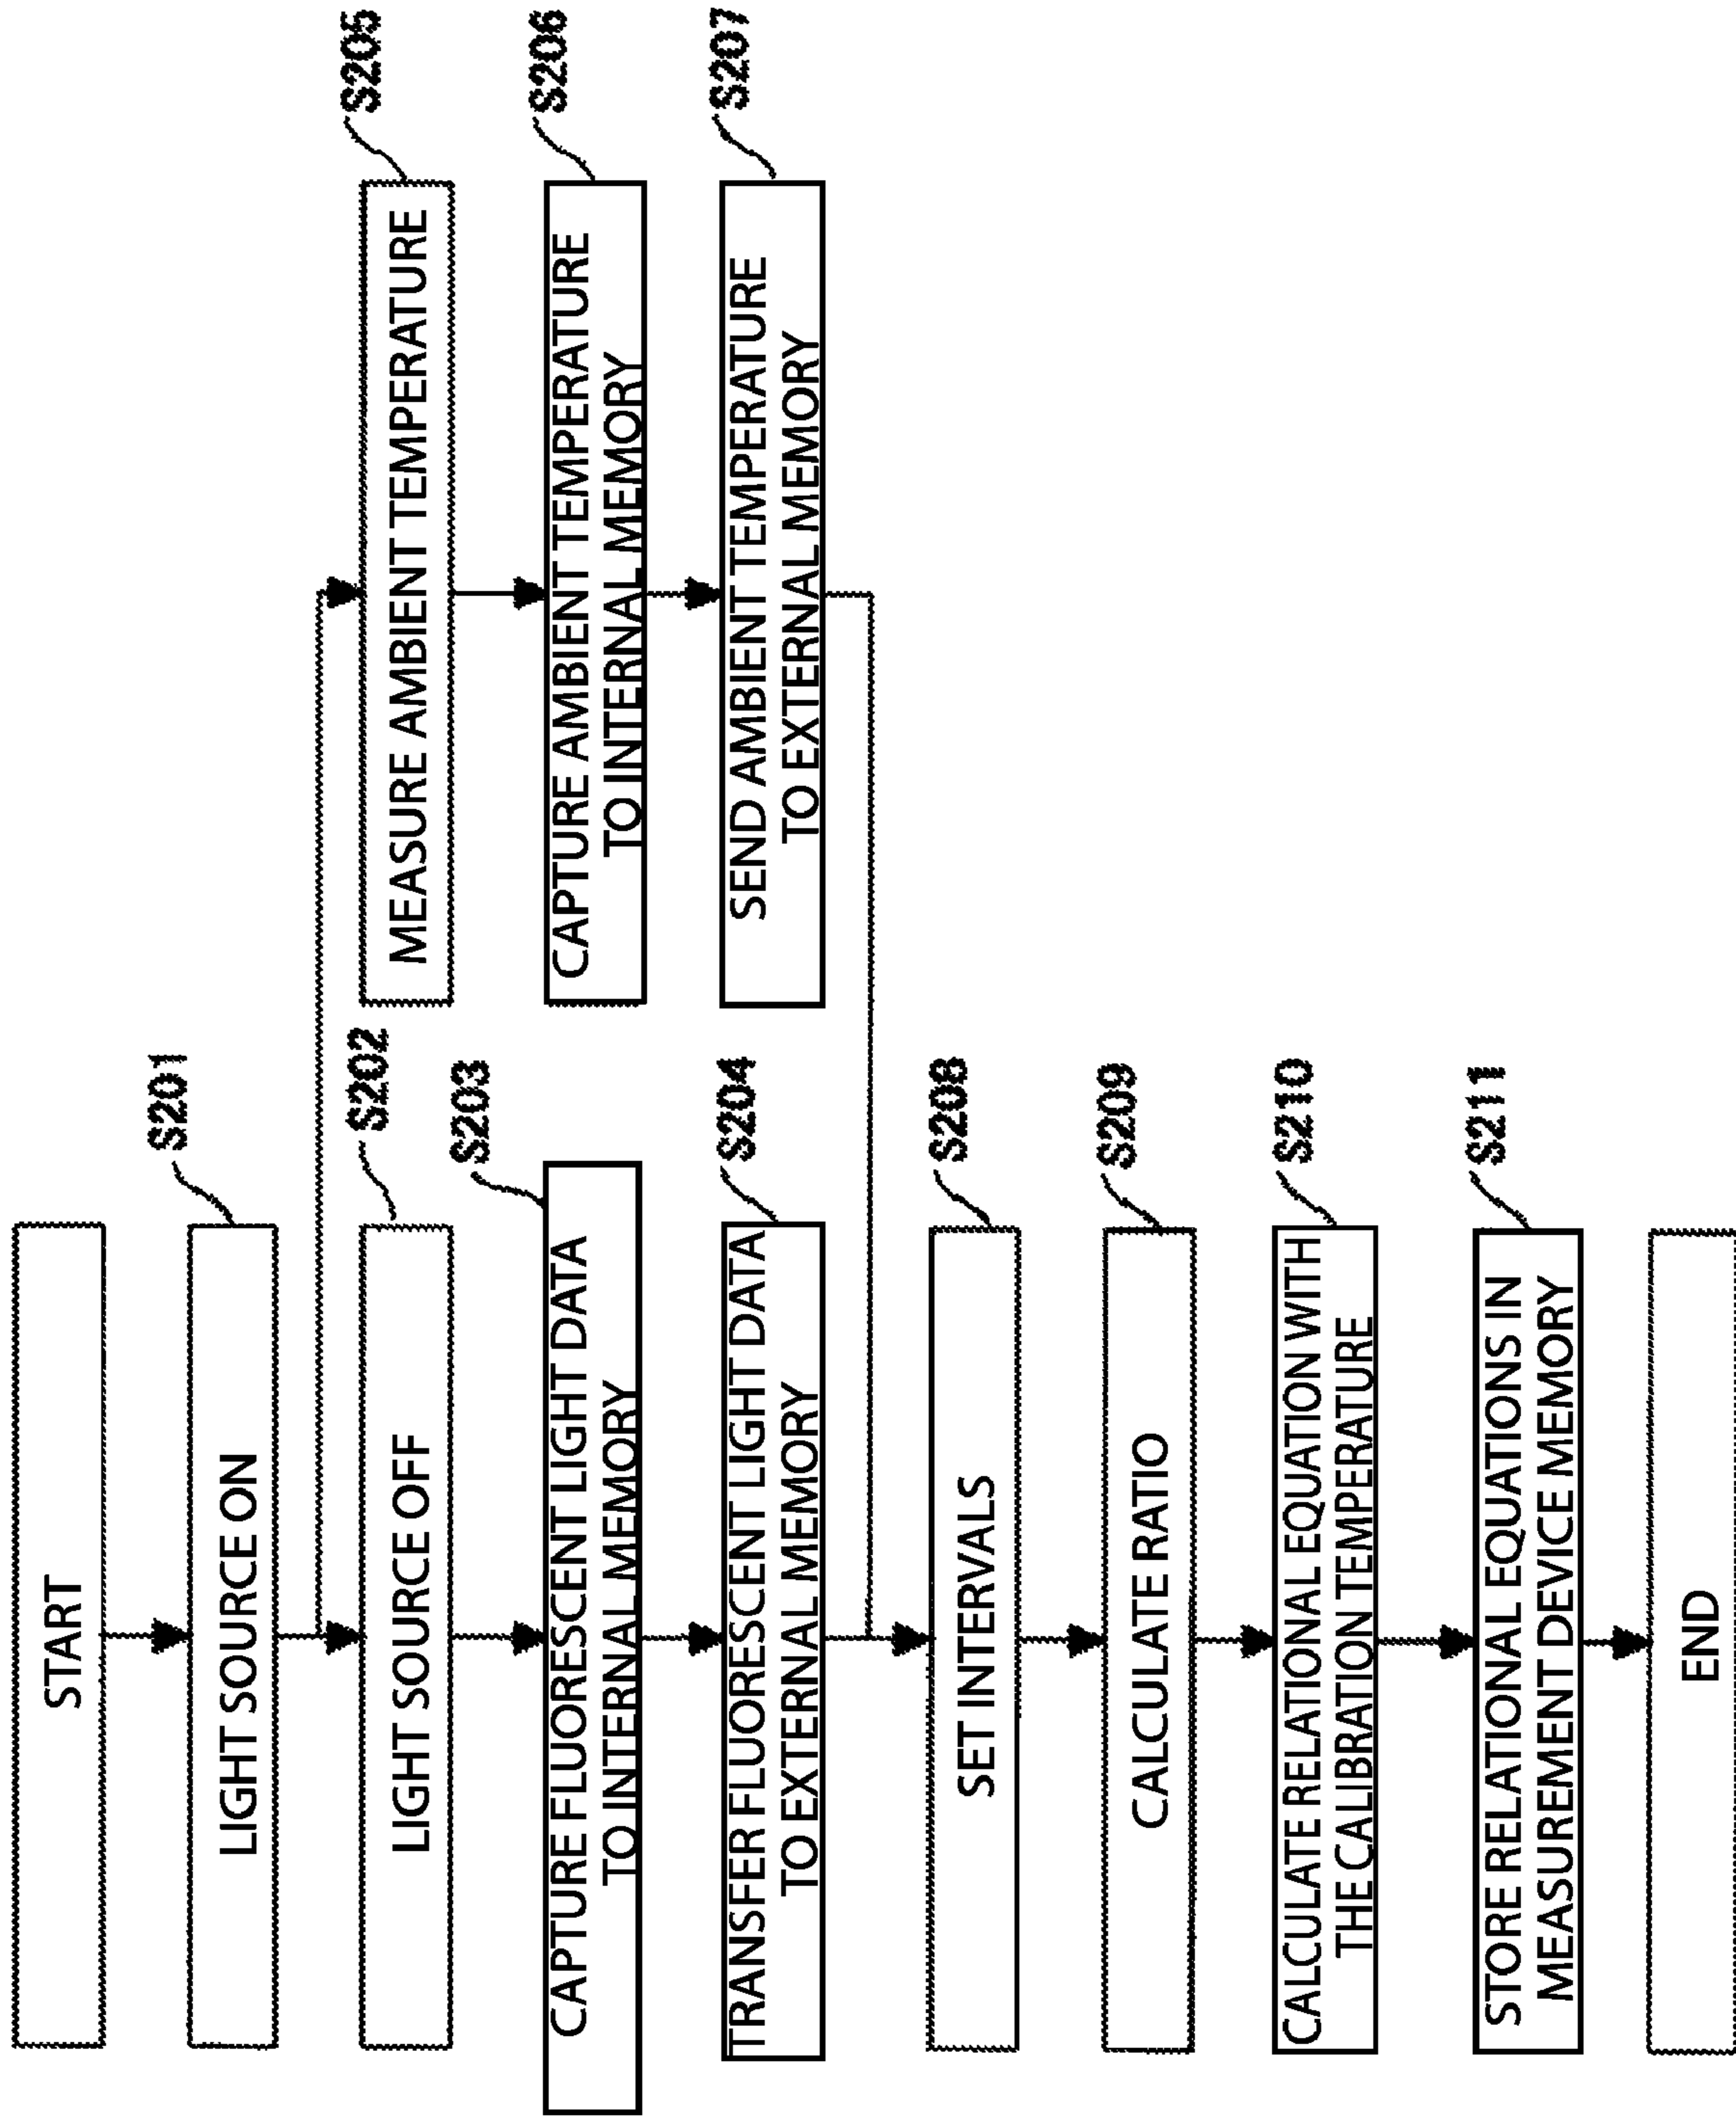 START
S201
LIGHT SOURCE ON
S202
LIGHT SOURCE OFF
S203
CAPTURE FLUORESCENT LIGHT DATA
TO INTERNAL MEMORY
S204
TRANSFER FLUORESCENT LIGHT DATA
TO EXTERNAL MEMORY
S205
MEASURE AMBIENT TEMPERATURE
S206
CAPTURE AMBIENT TEMPERATURE
TO INTERNAL MEMORY
S207
SEND AMBIENT TEMPERATURE
TO EXTERNAL MEMORY
S208
SET INTERVALS
S209
CALCULATE RATIO
S210
CALCULATE RELATIONAL EQUATION WITH
THE CALIBRATION TEMPERATURE
S211
STORE RELATIONAL EQUATIONS IN
MEASUREMENT DEVICE MEMORY
END